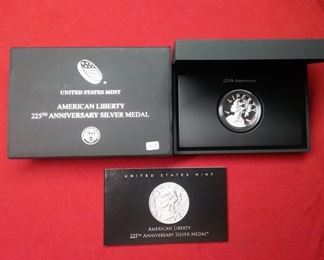 UNITED STATES MINT
AMERICAN LIBERTY
225TH ANNIVERSARY SILVER MEDAL
225th Anniversary
LIBERTY
UNITED STATES MINT
AMERICAN LIBERTY
225TH ANNIVERSARY SILVER MEDAL™